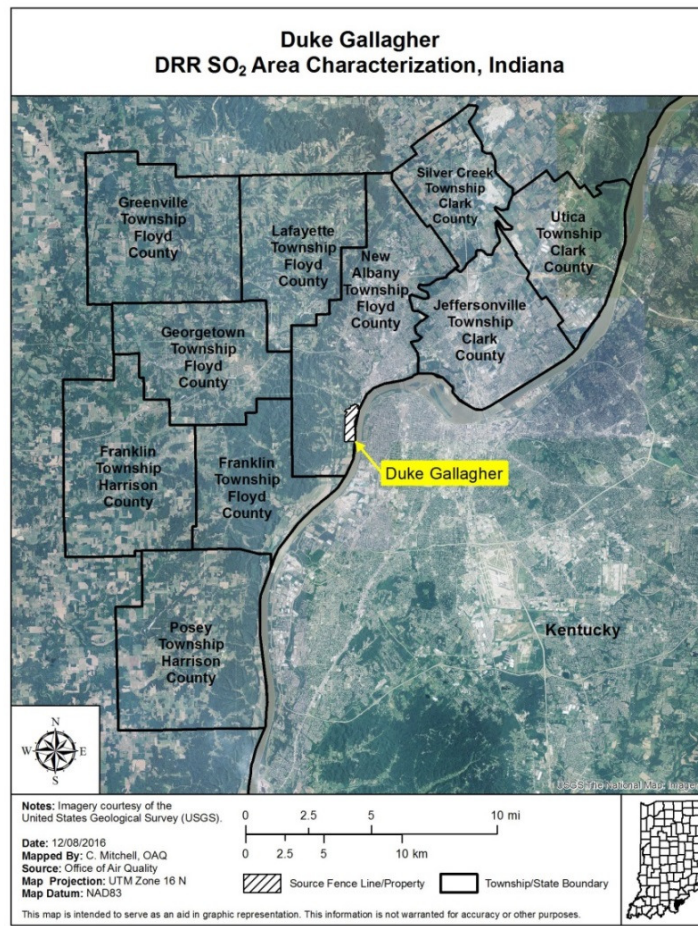 Duke Gallagher
DRR SO₂ Area Characterization, Indiana
Greenville
Township
Floyd
County
Lafayette
Township
Floyd
County
Silver Creek
Township
Clark
County
Utica
Township
Clark
County
New
Albany
Township
Floyd
County
Jeffersonville
Township
Clark
County
Georgetown
Township
Floyd
County
Franklin
Township
Harrison
County
Franklin
Township
Floyd
County
Duke Gallagher
Posey
Township
Harrison
County
Kentucky
N
W E
S
USGS The National Map: Image
Notes: Imagery courtesy of the
United States Geological Survey (USGS).
Date: 12/08/2016
Mapped By: C. Mitchell, OAQ
Source: Office of Air Quality
Map Projection: UTM Zone 16 N
Map Datum: NAD83
0 2.5 5 10 mi
0 2.5 5 10 km
Source Fence Line/Property
Township/State Boundary
This map is intended to serve as an aid in graphic representation. This information is not warranted for accuracy or other purposes.